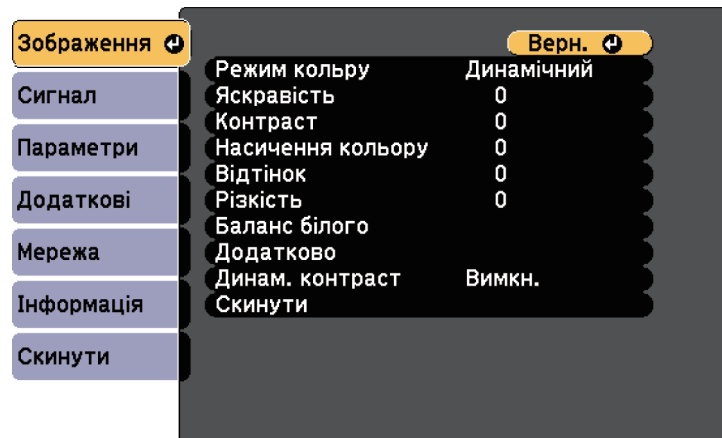 Зображення
Сигнал
Параметри
Додаткові
Мережа
Інформація
Скинути
Верн.
Режим кольру Динамічний
Яскравість 0
Контраст 0
Насичення кольору 0
Відтінок 0
Різкість 0
Баланс білого
Додатково
Динам. контраст Вимкн.
Скинути